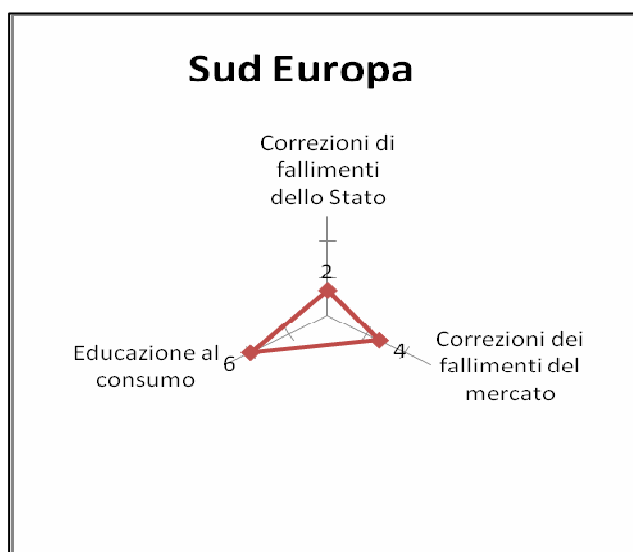 Sud Europa
Correzioni di
fallimenti
dello Stato
2
Educazione al
consumo
6
4
Correzioni dei
fallimenti del
mercato